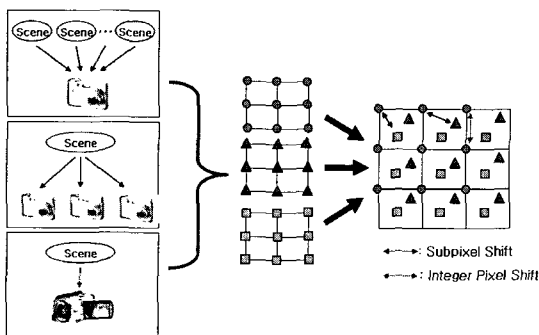 Scene Scene ... Scene
Scene
Scene
: Subpixel Shift
: Integer Pixel Shift